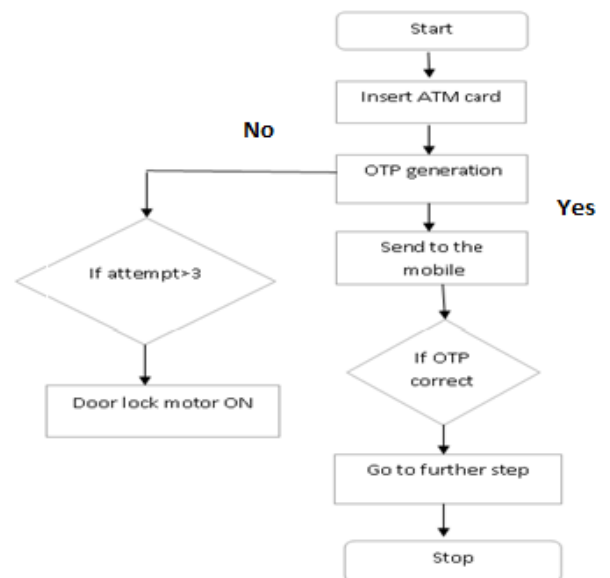 Start
Insert ATM card
No
OTP generation
Yes
Send to the
mobile
If attempt>3
If OTP
correct
Door lock motor ON
Go to further step
Stop